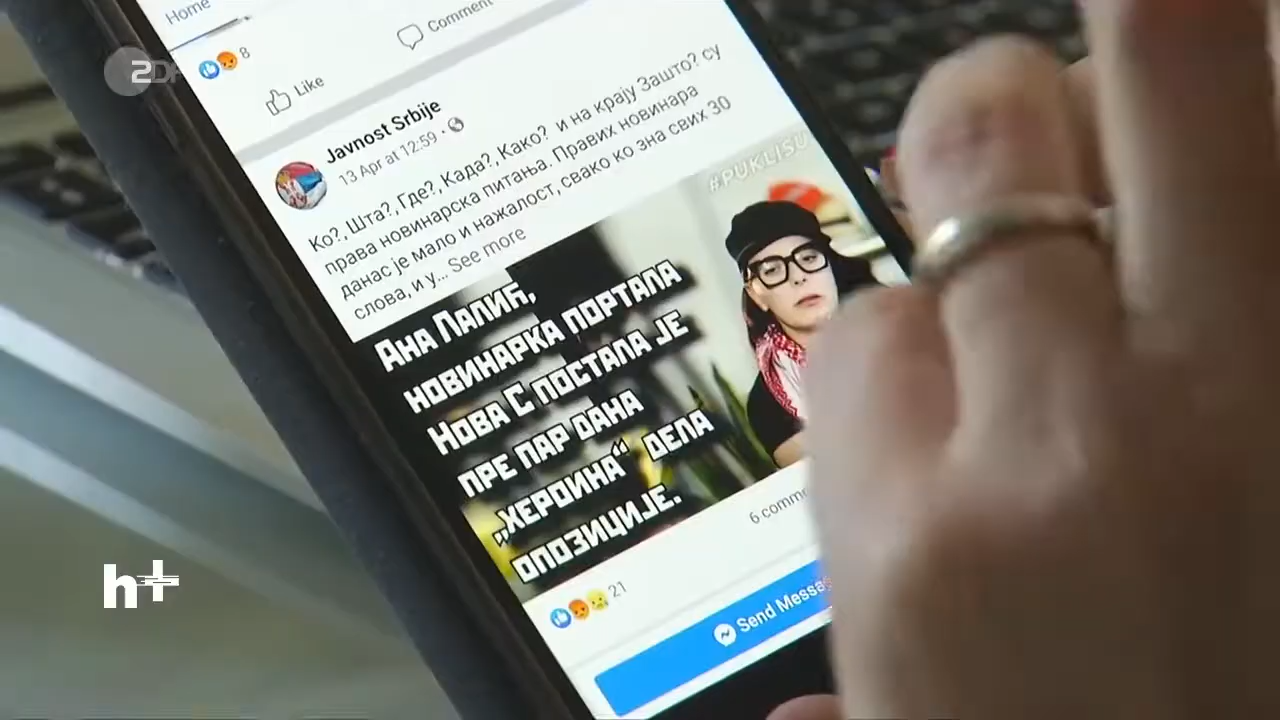 Home
ZDF
8
Comment
Like
Javnost Srbije
13 Apr at 12:59 ·
Ко?, Шта?, Где?, Када?, Како? и на крају Зашто? су
права новинарска питања. Правих новинара
данас је мало и нажалост, свако ко зна свих 30
слова, и у... See more
#PUKLISU
Ана Лалић,
новинарка портала
Нова С постала је
пре пар дана
„хероина“ дела
опозиције.
6 comme
21
Send Messa
h+